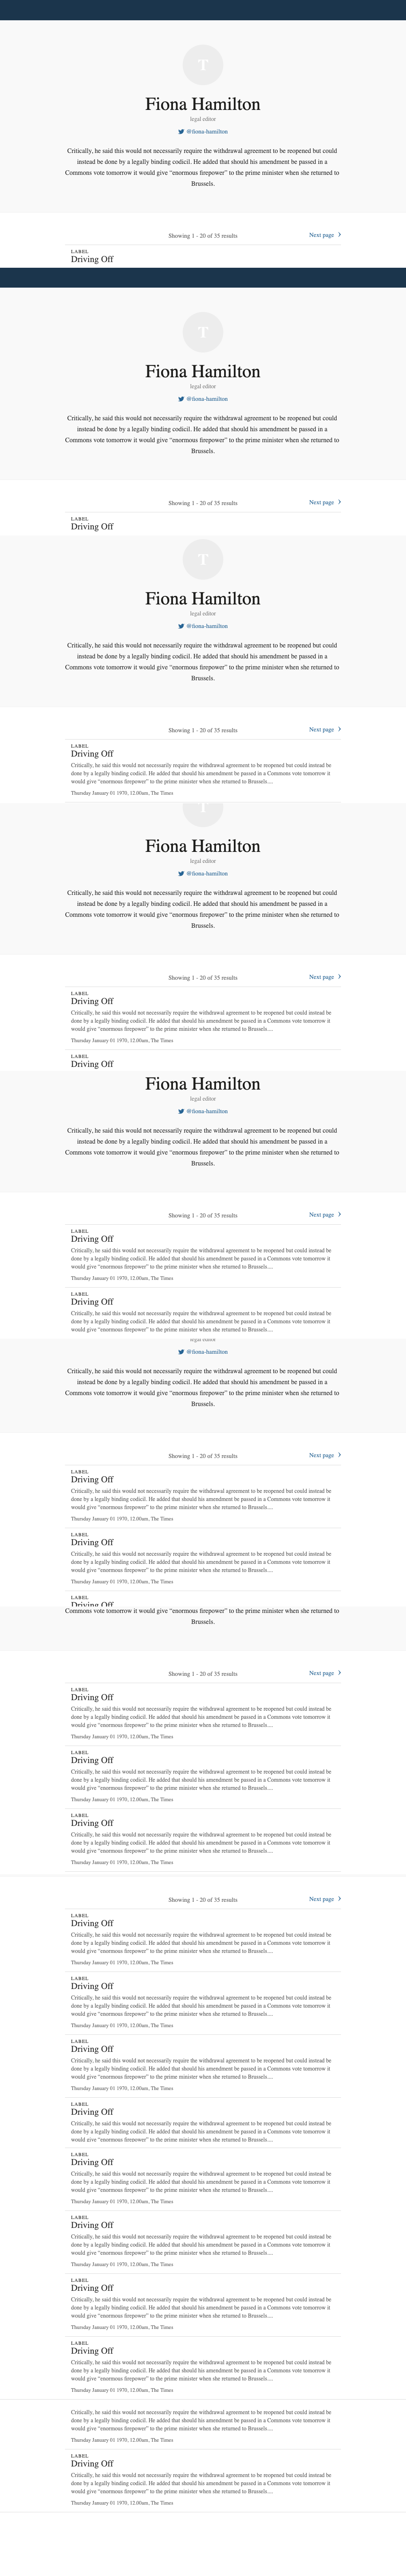 T
Fiona Hamilton
legal editor
@fiona-hamilton
Critically, he said this would not necessarily require the withdrawal agreement to be reopened but could
instead be done by a legally binding codicil. He added that should his amendment be passed in a
Commons vote tomorrow it would give “enormous firepower” to the prime minister when she returned to
Brussels.
Showing 1 - 20 of 35 results Next page
LABEL
Driving Off
T
Fiona Hamilton
legal editor
@fiona-hamilton
Critically, he said this would not necessarily require the withdrawal agreement to be reopened but could
instead be done by a legally binding codicil. He added that should his amendment be passed in a
Commons vote tomorrow it would give “enormous firepower” to the prime minister when she returned to
Brussels.
Showing 1 - 20 of 35 results Next page
LABEL
Driving Off
T
Fiona Hamilton
legal editor
@fiona-hamilton
Critically, he said this would not necessarily require the withdrawal agreement to be reopened but could
instead be done by a legally binding codicil. He added that should his amendment be passed in a
Commons vote tomorrow it would give “enormous firepower” to the prime minister when she returned to
Brussels.
Showing 1 - 20 of 35 results Next page
LABEL
Driving Off
Critically, he said this would not necessarily require the withdrawal agreement to be reopened but could instead be
done by a legally binding codicil. He added that should his amendment be passed in a Commons vote tomorrow it
would give “enormous firepower” to the prime minister when she returned to Brussels....
Thursday January 01 1970, 12.00am, The Times
Fiona Hamilton
legal editor
@fiona-hamilton
Critically, he said this would not necessarily require the withdrawal agreement to be reopened but could
instead be done by a legally binding codicil. He added that should his amendment be passed in a
Commons vote tomorrow it would give “enormous firepower” to the prime minister when she returned to
Brussels.
Showing 1 - 20 of 35 results Next page
LABEL
Driving Off
Critically, he said this would not necessarily require the withdrawal agreement to be reopened but could instead be
done by a legally binding codicil. He added that should his amendment be passed in a Commons vote tomorrow it
would give “enormous firepower” to the prime minister when she returned to Brussels....
Thursday January 01 1970, 12.00am, The Times
LABEL
Driving Off
Fiona Hamilton
legal editor
@fiona-hamilton
Critically, he said this would not necessarily require the withdrawal agreement to be reopened but could
instead be done by a legally binding codicil. He added that should his amendment be passed in a
Commons vote tomorrow it would give “enormous firepower” to the prime minister when she returned to
Brussels.
Showing 1 - 20 of 35 results Next page
LABEL
Driving Off
Critically, he said this would not necessarily require the withdrawal agreement to be reopened but could instead be
done by a legally binding codicil. He added that should his amendment be passed in a Commons vote tomorrow it
would give “enormous firepower” to the prime minister when she returned to Brussels....
Thursday January 01 1970, 12.00am, The Times
LABEL
Driving Off
Critically, he said this would not necessarily require the withdrawal agreement to be reopened but could instead be
done by a legally binding codicil. He added that should his amendment be passed in a Commons vote tomorrow it
would give “enormous firepower” to the prime minister when she returned to Brussels....
legal editor
@fiona-hamilton
Critically, he said this would not necessarily require the withdrawal agreement to be reopened but could
instead be done by a legally binding codicil. He added that should his amendment be passed in a
Commons vote tomorrow it would give “enormous firepower” to the prime minister when she returned to
Brussels.
Showing 1 - 20 of 35 results Next page
LABEL
Driving Off
Critically, he said this would not necessarily require the withdrawal agreement to be reopened but could instead be
done by a legally binding codicil. He added that should his amendment be passed in a Commons vote tomorrow it
would give “enormous firepower” to the prime minister when she returned to Brussels....
Thursday January 01 1970, 12.00am, The Times
LABEL
Driving Off
Critically, he said this would not necessarily require the withdrawal agreement to be reopened but could instead be
done by a legally binding codicil. He added that should his amendment be passed in a Commons vote tomorrow it
would give “enormous firepower” to the prime minister when she returned to Brussels....
Thursday January 01 1970, 12.00am, The Times
LABEL
Driving Off
Commons vote tomorrow it would give “enormous firepower” to the prime minister when she returned to
Brussels.
Showing 1 - 20 of 35 results Next page
LABEL
Driving Off
Critically, he said this would not necessarily require the withdrawal agreement to be reopened but could instead be
done by a legally binding codicil. He added that should his amendment be passed in a Commons vote tomorrow it
would give “enormous firepower” to the prime minister when she returned to Brussels....
Thursday January 01 1970, 12.00am, The Times
LABEL
Driving Off
Critically, he said this would not necessarily require the withdrawal agreement to be reopened but could instead be
done by a legally binding codicil. He added that should his amendment be passed in a Commons vote tomorrow it
would give “enormous firepower” to the prime minister when she returned to Brussels....
Thursday January 01 1970, 12.00am, The Times
LABEL
Driving Off
Critically, he said this would not necessarily require the withdrawal agreement to be reopened but could instead be
done by a legally binding codicil. He added that should his amendment be passed in a Commons vote tomorrow it
would give “enormous firepower” to the prime minister when she returned to Brussels....
Thursday January 01 1970, 12.00am, The Times
Showing 1 - 20 of 35 results Next page
LABEL
Driving Off
Critically, he said this would not necessarily require the withdrawal agreement to be reopened but could instead be
done by a legally binding codicil. He added that should his amendment be passed in a Commons vote tomorrow it
would give “enormous firepower” to the prime minister when she returned to Brussels....
Thursday January 01 1970, 12.00am, The Times
LABEL
Driving Off
Critically, he said this would not necessarily require the withdrawal agreement to be reopened but could instead be
done by a legally binding codicil. He added that should his amendment be passed in a Commons vote tomorrow it
would give “enormous firepower” to the prime minister when she returned to Brussels....
Thursday January 01 1970, 12.00am, The Times
LABEL
Driving Off
Critically, he said this would not necessarily require the withdrawal agreement to be reopened but could instead be
done by a legally binding codicil. He added that should his amendment be passed in a Commons vote tomorrow it
would give “enormous firepower” to the prime minister when she returned to Brussels....
Thursday January 01 1970, 12.00am, The Times
LABEL
Driving Off
Critically, he said this would not necessarily require the withdrawal agreement to be reopened but could instead be
done by a legally binding codicil. He added that should his amendment be passed in a Commons vote tomorrow it
would give “enormous firepower” to the prime minister when she returned to Brussels....
LABEL
Driving Off
Critically, he said this would not necessarily require the withdrawal agreement to be reopened but could instead be
done by a legally binding codicil. He added that should his amendment be passed in a Commons vote tomorrow it
would give “enormous firepower” to the prime minister when she returned to Brussels....
Thursday January 01 1970, 12.00am, The Times
LABEL
Driving Off
Critically, he said this would not necessarily require the withdrawal agreement to be reopened but could instead be
done by a legally binding codicil. He added that should his amendment be passed in a Commons vote tomorrow it
would give “enormous firepower” to the prime minister when she returned to Brussels....
Thursday January 01 1970, 12.00am, The Times
LABEL
Driving Off
Critically, he said this would not necessarily require the withdrawal agreement to be reopened but could instead be
done by a legally binding codicil. He added that should his amendment be passed in a Commons vote tomorrow it
would give “enormous firepower” to the prime minister when she returned to Brussels....
Thursday January 01 1970, 12.00am, The Times
LABEL
Driving Off
Critically, he said this would not necessarily require the withdrawal agreement to be reopened but could instead be
done by a legally binding codicil. He added that should his amendment be passed in a Commons vote tomorrow it
would give “enormous firepower” to the prime minister when she returned to Brussels....
Thursday January 01 1970, 12.00am, The Times
Critically, he said this would not necessarily require the withdrawal agreement to be reopened but could instead be
done by a legally binding codicil. He added that should his amendment be passed in a Commons vote tomorrow it
would give “enormous firepower” to the prime minister when she returned to Brussels....
Thursday January 01 1970, 12.00am, The Times
LABEL
Driving Off
Critically, he said this would not necessarily require the withdrawal agreement to be reopened but could instead be
done by a legally binding codicil. He added that should his amendment be passed in a Commons vote tomorrow it
would give “enormous firepower” to the prime minister when she returned to Brussels....
Thursday January 01 1970, 12.00am, The Times